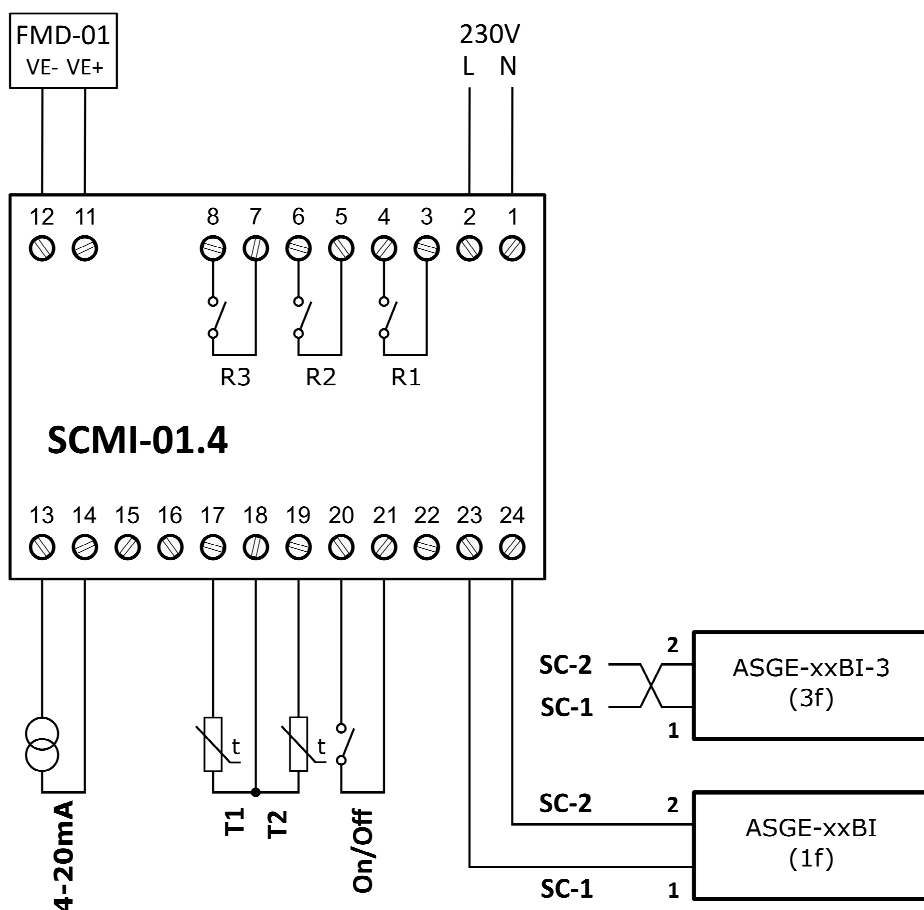 FMD-01
VE- VE+
230V
L N
12 11 8 7 6 5 4 3 2 1
R3 R2 R1
SCMI-01.4
13 14 15 16 17 18 19 20 21 22 23 24
4-20mA
t
T1
T2
t
On/Off
SC-2
SC-1
2
1
ASGE-xxBI-3
(3f)
SC-2
SC-1
2
1
ASGE-xxBI
(1f)